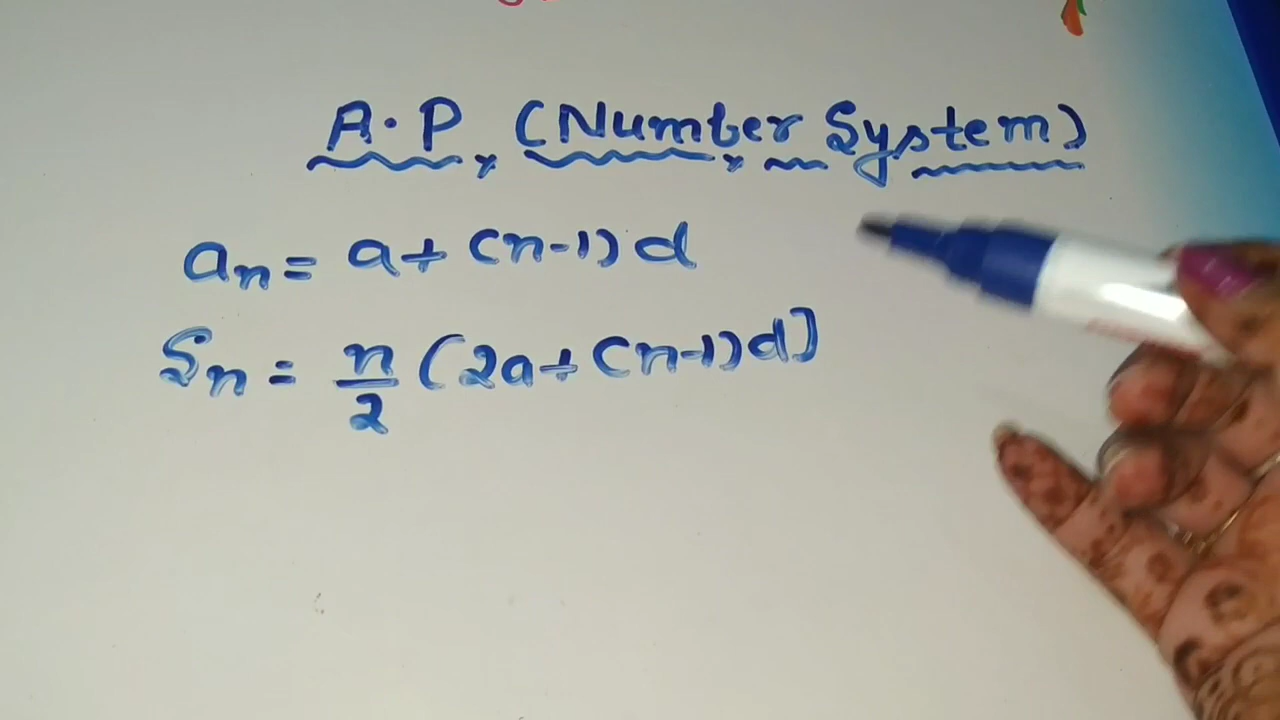 A.P (Number System)
an = a+ (n-1)d
Sn = n/2 (2a+(n-1)d]